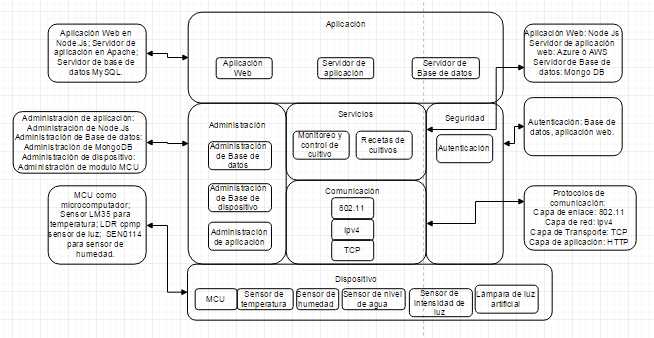 Aplicación Web en
Node.Js; Servidor de
aplicación en Apache;
Servidor de base de
datos MySQL.
Aplicación
Aplicación
Web
Servidor de
aplicación
Servidor de
Base de datos
Aplicación Web: Node Js
Servidor de aplicación
web: Azure ó AWS
Servidor de Base de
datos: Mongo DB
Administración de aplicación:
Administración de Node.Js
Administración de Base de datos:
Administración de MongoDB
Administración de dispositivo:
Administración de modulo MCU
Administración
Administración
de Base de
datos
Administración
de Base de
dispositivo
Administración
de aplicación
Servicios
Monitoreo y
control de
cultivo
Recetas de
cultivos
Seguridad
Autenticación
Autenticación: Base de
datos, aplicación web.
Comunicación
802.11
Ipv4
TCP
MCU como
microcomputador;
Sensor LM35 para
temperatura; LDR cpmp
sensor de luz; SEN0114
para sensor de
humedad.
Protocolos de
comunicación:
Capa de enlace: 802.11
Capa de red: Ipv4
Capa de Transporte: TCP
Capa de aplicación: HTTP
Dispositivo
MCU
Sensor de
temperatura
Sensor de
humedad
Sensor de nivel
de agua
Sensor de
Intensidad de
luz
Lampara de luz
artificial